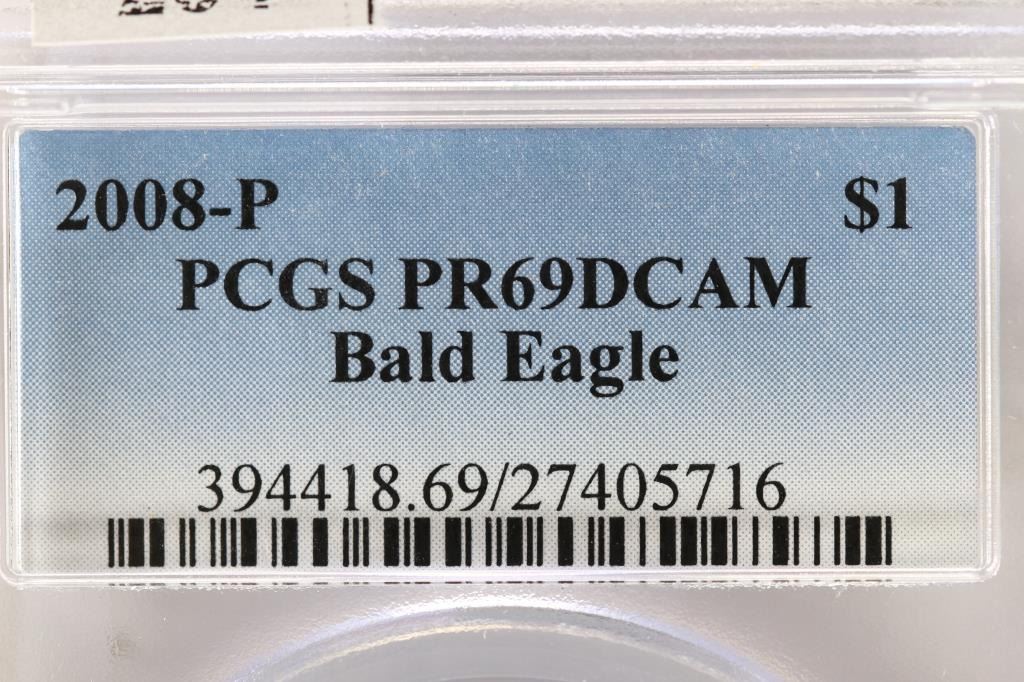 2008-P $1
PCGS PR69DCAM
Bald Eagle
394418.69/27405716